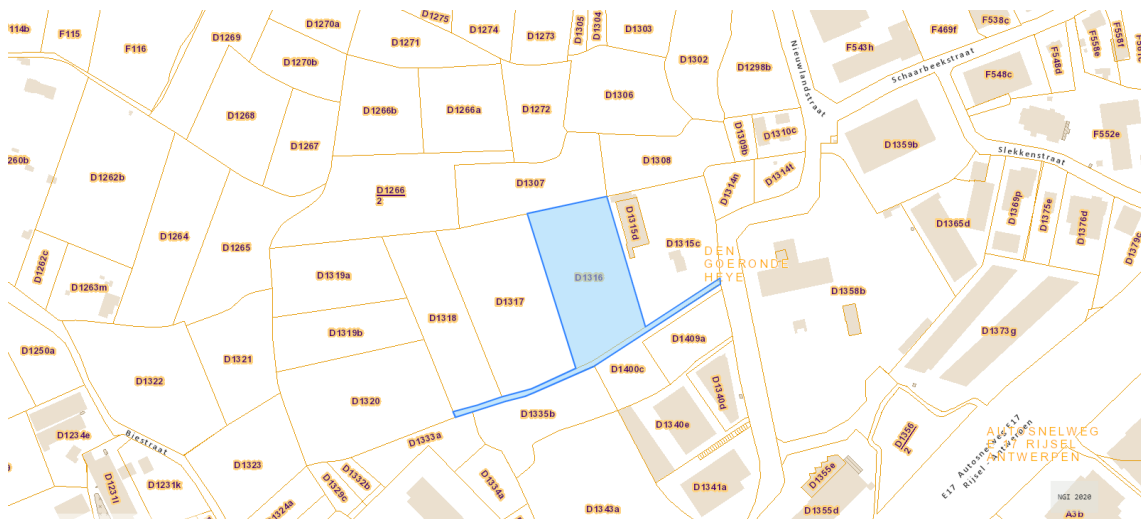 114b
F115
F116
D1269
D1270a
D1275
D1274
D1273
D1305
D1304
D1303
D1271
D1270b
D1302
D1298b
Nieuwlandstraat
F543h
F469f
F538c
F558e
F558f
Schaarbeekstraat
F548c
F548d
F552e
D1268
D1267
D1266b
D1266a
D1272
D1306
D1309b
D1310c
D1359b
Slekkenstraat
1260b
D1262b
D1266
2
D1307
D1308
D1314n
D1314t
D1369p
D1375e
D1376d
D1379c
D1365d
D1264
D1265
D1315d
D1315c
DEN
GOERONDE
HEYE
D1262c
D1263m
D1319a
D1316
D1317
D1318
D1358b
D1319b
D1409a
D1373g
D1250a
D1321
D1322
D1320
D1400c
D1340d
D1335b
D1340e
D1356
2
E17 Autosnelweg E17
Rijsel - Antwerpen
AUTOSNELWEG
E17 RIJSEL
ANTWERPEN
D1234e
Biestraat
D1333a
D1323
D1332b
D1329c
D1334a
D1231l
D1231k
D1324a
D1343a
D1341a
D1355e
D1355d
NGI 2020
A3b